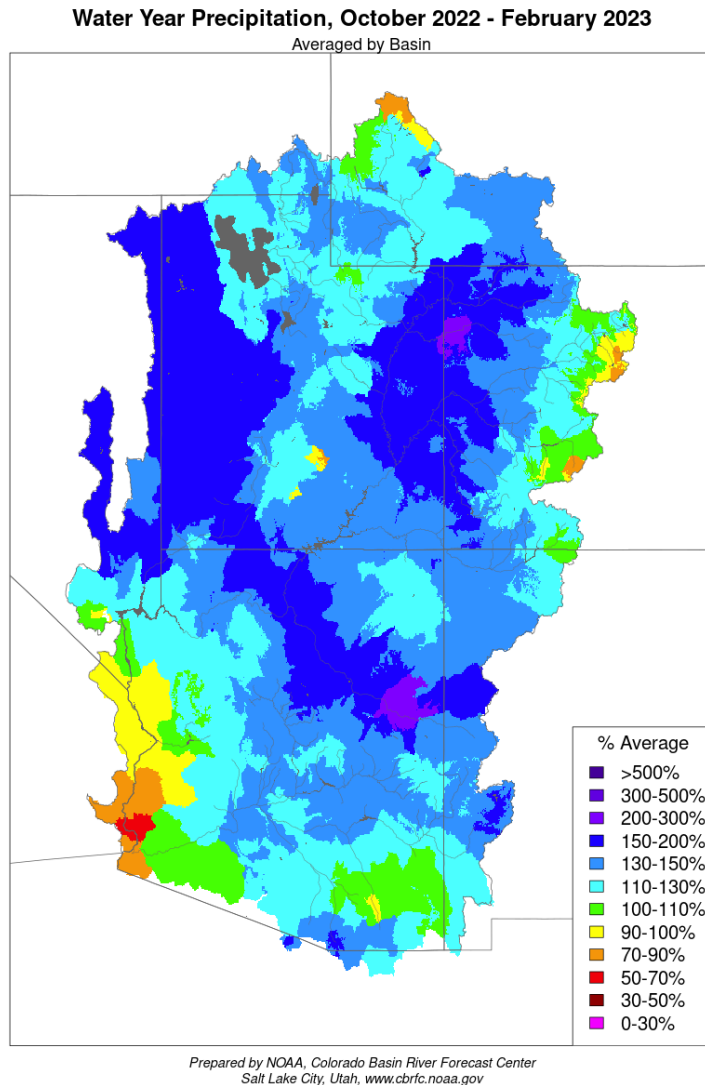 Water Year Precipitation, October 2022 - February 2023
Averaged by Basin
% Average
>500%
300-500%
200-300%
150-200%
130-150%
110-130%
100-110%
90-100%
70-90%
50-70%
30-50%
0-30%
Prepared by NOAA, Colorado Basin River Forecast Center
Salt Lake City, Utah, www.cbrfc.noaa.gov